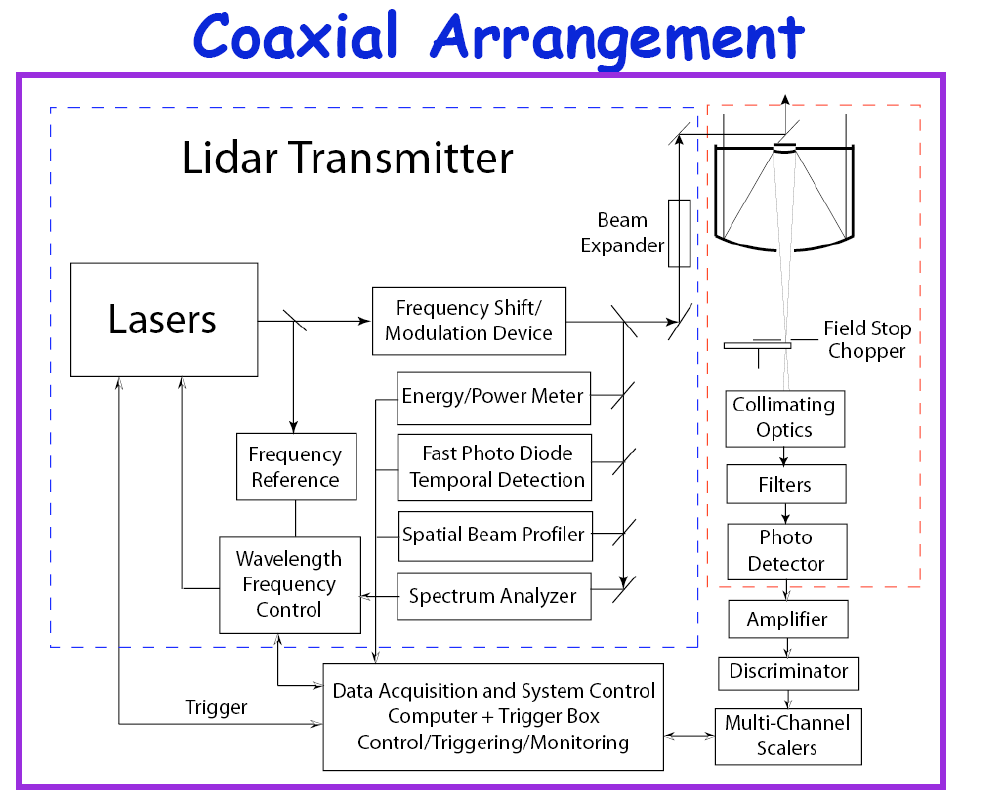 Coaxial Arrangement
Lidar Transmitter
Beam
Expander
Lasers
Frequency Shift/
Modulation Device
Field Stop
Chopper
Energy/Power Meter
Collimating
Optics
Frequency
Reference
Fast Photo Diode
Temporal Detection
Filters
Spatial Beam Profiler
Photo
Detector
Wavelength
Frequency
Control
Spectrum Analyzer
Amplifier
Discriminator
Trigger
Data Acquisition and System Control
Computer + Trigger Box
Control/Triggering/Monitoring
Multi-Channel
Scalers